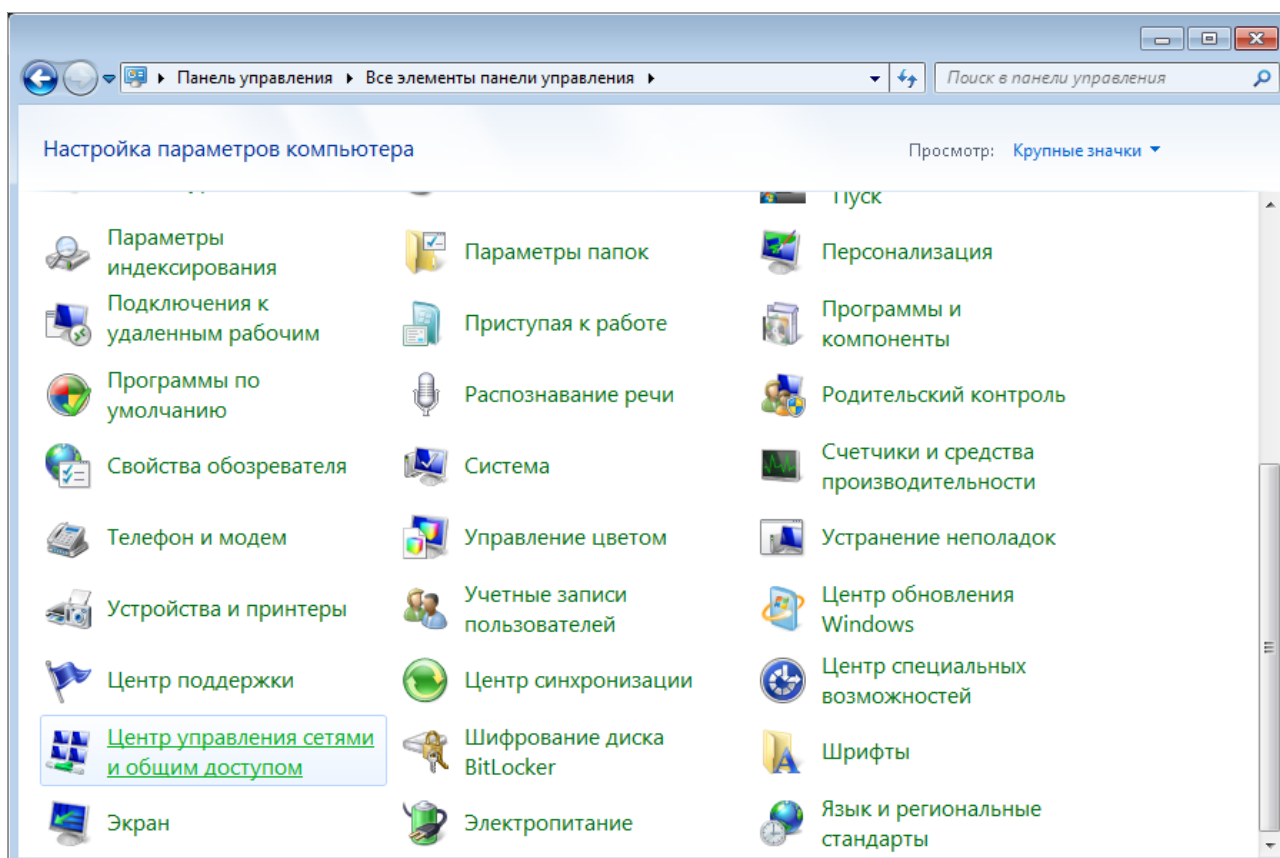 Панель управления Все элементы панели управления Поиск в панели управления
Настройка параметров компьютера
Просмотр: Крупные значки
Пуск
Параметры
индексирования
Параметры папок
Персонализация
Подключения к
удаленным рабочим
Приступая к работе
Программы и
компоненты
Программы по
умолчанию
Распознавание речи
Родительский контроль
Свойства обозревателя
Система
Счетчики и средства
производительности
Телефон и модем
Управление цветом
Устранение неполадок
Устройства и принтеры
Учетные записи
пользователей
Центр обновления
Windows
Центр поддержки
Центр синхронизации
Центр специальных
возможностей
Центр управления сетями
и общим доступом
Шифрование диска
BitLocker
Шрифты
Экран
Электропитание
Язык и региональные
стандарты